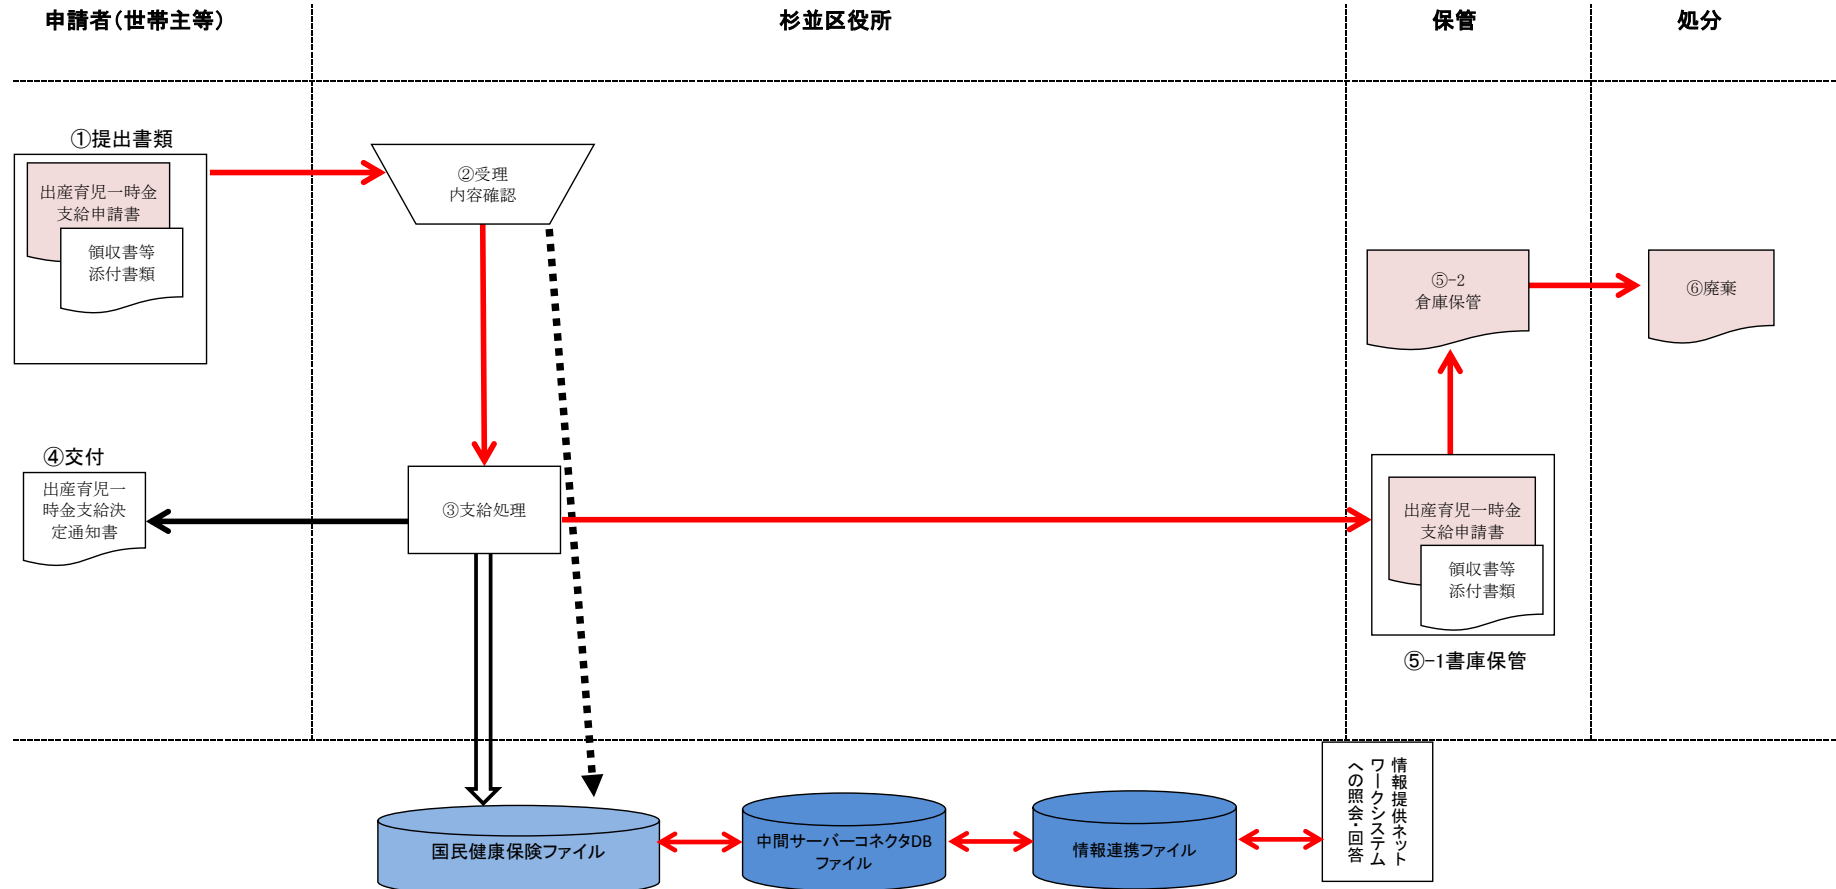 申請者（世帯主等）
杉並区役所
保管
処分
①提出書類
出産育児一時金
支給申請書
領収書等
添付書類
②受理
内容確認
⑤-2
倉庫保管
⑥廃棄
④交付
出産育児一
時金支給決
定通知書
③支給処理
出産育児一時金
支給申請書
領収書等
添付書類
⑤-1書庫保管
国民健康保険ファイル
中間サーバーコネクタDB
ファイル
情報連携ファイル
情報提供ネット
ワークシステム
への照会・回答